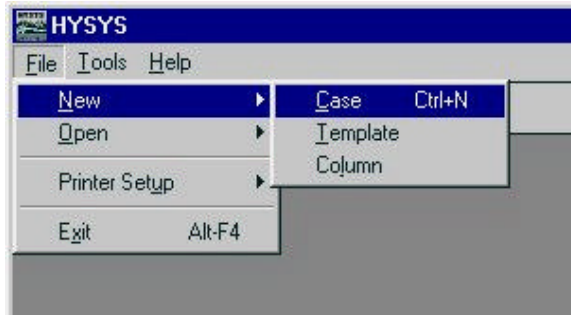 HYSYS
File Tools Help
New
Open
Printer Setup
Exit Alt-F4
Case Ctrl+N
Template
Column